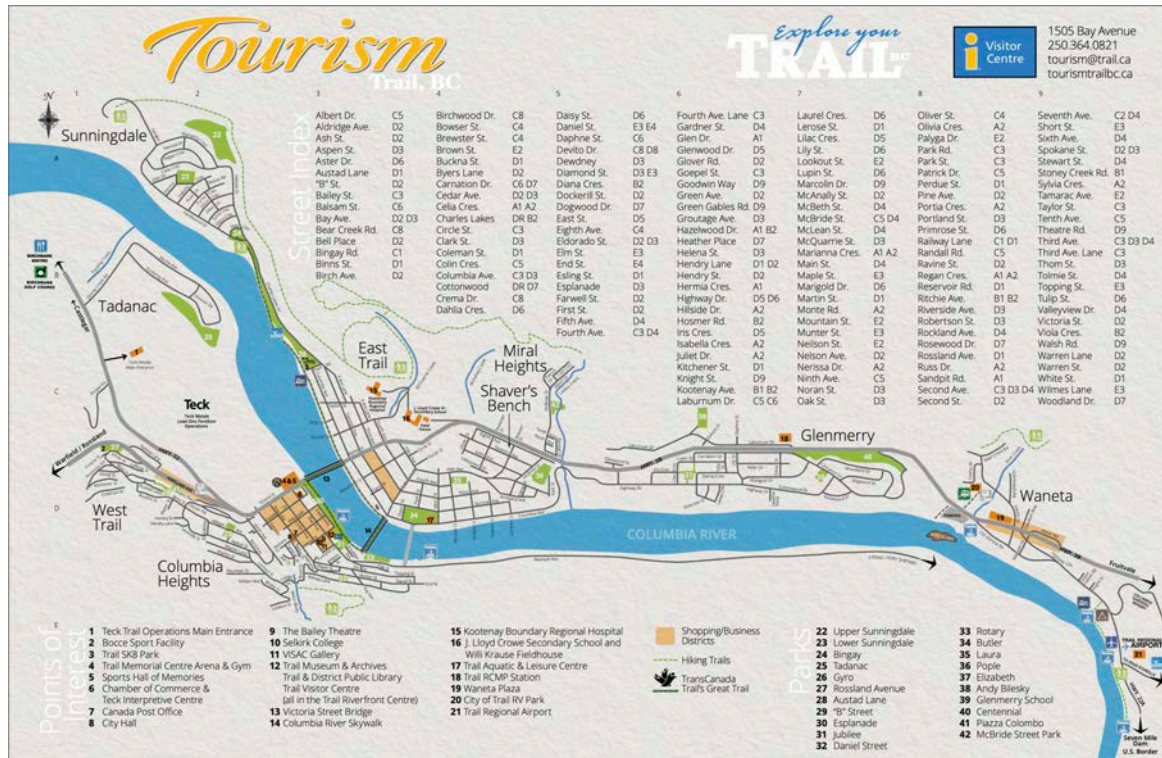 Tourism
Trail, BC
Explore your
TRAIL BC
i Visitor Centre
1505 Bay Avenue
250.364.0821
tourism@trail.ca
tourismtrailbc.ca
1 2 3 4 5 6 7 8 9
Street Index
Albert Dr. C5
Aldridge Ave. D2
Ash St. D2
Aspen St. D3
Aster Dr. D6
Austad Lane D1
"B" St. D2
Bailey St. C3
Balsam St. C6
Bay Ave. D2 D3
Bear Creek Rd. C8
Bell Place D2
Bingay Rd. C1
Binns St. D1
Birch Ave. D2
Birchwood Dr. C8
Bowser St. C4
Brewster St. C4
Brown St. E2
Buckna St. D1
Byers Lane D2
Carnation Dr. C6 D7
Cedar Ave. D2 D3
Celia Cres. A1 A2
Charles Lakes DR B2
Circle St. C3
Clark St. D3
Coleman St. D1
Colin Cres. C5
Columbia Ave. C3 D3
Cottonwood DR D7
Crema Dr. C8
Dahlia Cres. D6
Daisy St. D6
Daniel St. E3 E4
Daphne St. C6
Devito Dr. C8 D8
Dewdney D3
Diamond St. D3 E3
Diana Cres. B2
Dockerill St. D2
Dogwood Dr. D7
East St. D5
Eighth Ave. C4
Eldorado St. D2 D3
Elm St. E3
End St. E4
Esling St. D1
Esplanade D3
Farwell St. D2
First St. D2
Fifth Ave. D4
Fourth Ave. C3 D4
Fourth Ave. Lane C3
Gardner St. D4
Glen Dr. A1
Glenwood Dr. D5
Glover Rd. D2
Goepel St. C3
Goodwin Way D9
Green Ave. D2
Green Gables Rd. D9
Groutage Ave. D3
Hazelwood Dr. A1 B2
Heather Place D7
Helena St. D3
Hendry Lane D1 D2
Hendry St. D2
Hermia Cres. A1
Highway Dr. D5 D6
Hillside Dr. A2
Hosmer Rd. B2
Iris Cres. D5
Isabella Cres. A2
Juliet Dr. A2
Kitchener St. D1
Knight St. D9
Kootenay Ave. B1 B2
Laburnum Dr. C5 C6
Laurel Cres. D6
Lerose St. D1
Lilac Cres. D5
Lily St. D6
Lookout St. E2
Lupin St. D6
Marcolin Dr. D9
McAnally St. D2
McBeth St. D4
McBride St. C5 D4
McLean St. D4
McQuarrie St. D3
Marianna Cres. A1 A2
Main St. D4
Maple St. E3
Marigold Dr. D6
Martin St. D1
Monte Rd. A2
Mountain St. E2
Munter St. E3
Neilson St. E2
Nelson Ave. D2
Nerissa Dr. A2
Ninth Ave. C5
Noran St. D3
Oak St. D3
Oliver St. C4
Olivia Cres. A2
Palyga Dr. E2
Park Rd. C3
Park St. C3
Patrick Dr. C5
Perdue St. D1
Pine Ave. D2
Portia Cres. A2
Portland St. D3
Primrose St. D6
Railway Lane C1 D1
Randall Rd. C5
Ravine St. D2
Regan Cres. A1 A2
Reservoir Rd. D1
Ritchie Ave. B1 B2
Riverside Ave. D3
Robertson St. D3
Rockland Ave. D4
Rosewood Dr. D7
Rossland Ave. D1
Russ Dr. A2
Sandpit Rd. A1
Second Ave. C3 D3 D4
Second St. D2
Seventh Ave. C2 D4
Short St. E3
Sixth Ave. D4
Spokane St. D2 D3
Stewart St. D4
Stoney Creek Rd. B1
Sylvia Cres. A2
Tamarac Ave. E2
Taylor St. C3
Tenth Ave. C5
Theatre Rd. D9
Third Ave. C3 D3 D4
Third Ave. Lane C3
Thom St. D3
Tolmie St. D4
Topping St. E3
Tulip St. D6
Valleyview Dr. D4
Victoria St. D2
Viola Cres. B2
Walsh Rd. D9
Warren Lane D2
Warren St. D2
White St. D1
Wilmes Lane E3
Woodland Dr. D7
Sunningdale
Tadanac
Teck
Teck Metals
East Trail
Miral Heights
Shaver's Bench
Glenmerry
Waneta
West Trail
Columbia Heights
COLUMBIA RIVER
Castlegar
Warfield / Rossland
Fruitvale
TRAIL REGIONAL AIRPORT
HWY 22A
Seven Mile Dam
U.S. Border
Points of Interest
1 Teck Trail Operations Main Entrance
2 Bocce Sport Facility
3 Trail SK8 Park
4 Trail Memorial Centre Arena & Gym
5 Sports Hall of Memories
6 Chamber of Commerce & Teck Interpretive Centre
7 Canada Post Office
8 City Hall
9 The Bailey Theatre
10 Selkirk College
11 VISAC Gallery
12 Trail Museum & Archives
Trail & District Public Library
Trail Visitor Centre
(all in the Trail Riverfront Centre)
13 Victoria Street Bridge
14 Columbia River Skywalk
15 Kootenay Boundary Regional Hospital
16 J. Lloyd Crowe Secondary School and Willi Krause Fieldhouse
17 Trail Aquatic & Leisure Centre
18 Trail RCMP Station
19 Waneta Plaza
20 City of Trail RV Park
21 Trail Regional Airport
Shopping/Business Districts
Hiking Trails
TransCanada Trail's Great Trail
Parks
22 Upper Sunningdale
23 Lower Sunningdale
24 Bingay
25 Tadanac
26 Gyro
27 Rossland Avenue
28 Austad Lane
29 "B" Street
30 Esplanade
31 Jubilee
32 Daniel Street
33 Rotary
34 Butler
35 Laura
36 Pople
37 Elizabeth
38 Andy Bilesky
39 Glenmerry School
40 Centennial
41 Piazza Colombo
42 McBride Street Park